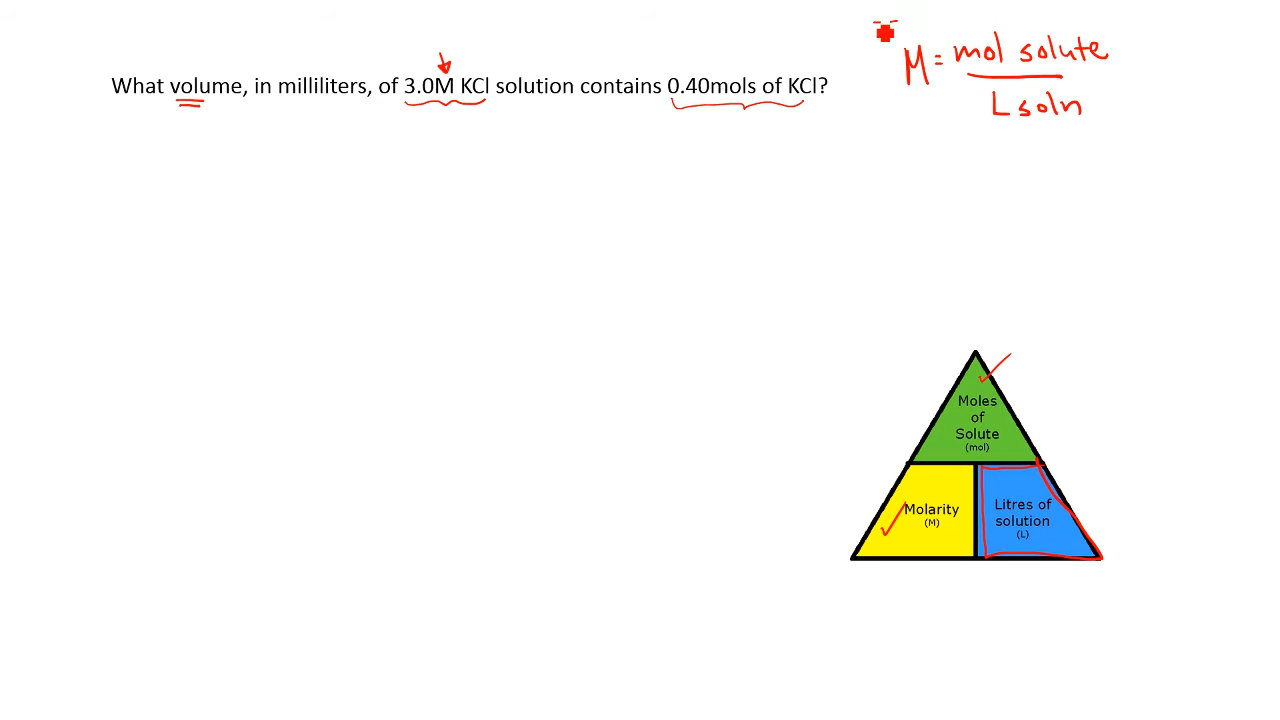 What volume, in milliliters, of 3.0M KCl solution contains 0.40mols of KCl?
M = mol solute
L soln
Moles
of
Solute
(mol)
Molarity
(M)
Litres of
solution
(L)